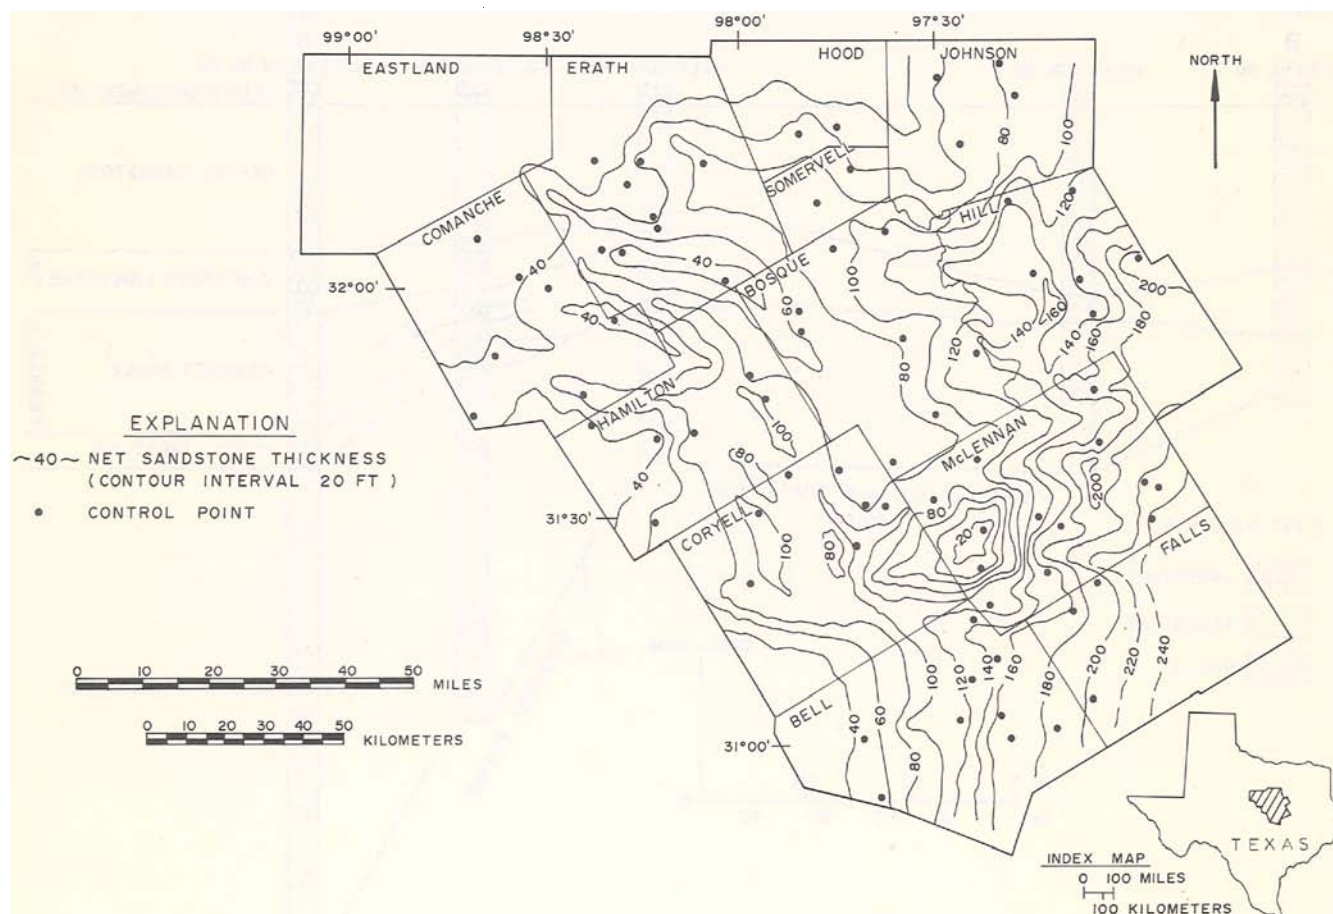 99°00' 98°30' 98°00' 97°30'
EASTLAND ERATH HOOD JOHNSON
NORTH
SOMERVELL
COMANCHE
HILL
BOSQUE
32°00'
HAMILTON
McLENNAN
CORYELL
FALLS
31°30'
BELL
31°00'
80
100
120
40
40
100
60
200
40
160
140
180
120
140
160
80
100
80
40
200
80
20
100
80
200
220
240
140
160
180
100
120
40
60
80
EXPLANATION
~40~ NET SANDSTONE THICKNESS
(CONTOUR INTERVAL 20 FT )
• CONTROL POINT
0 10 20 30 40 50
MILES
0 10 20 30 40 50
KILOMETERS
TEXAS
INDEX MAP
0 100 MILES
100 KILOMETERS